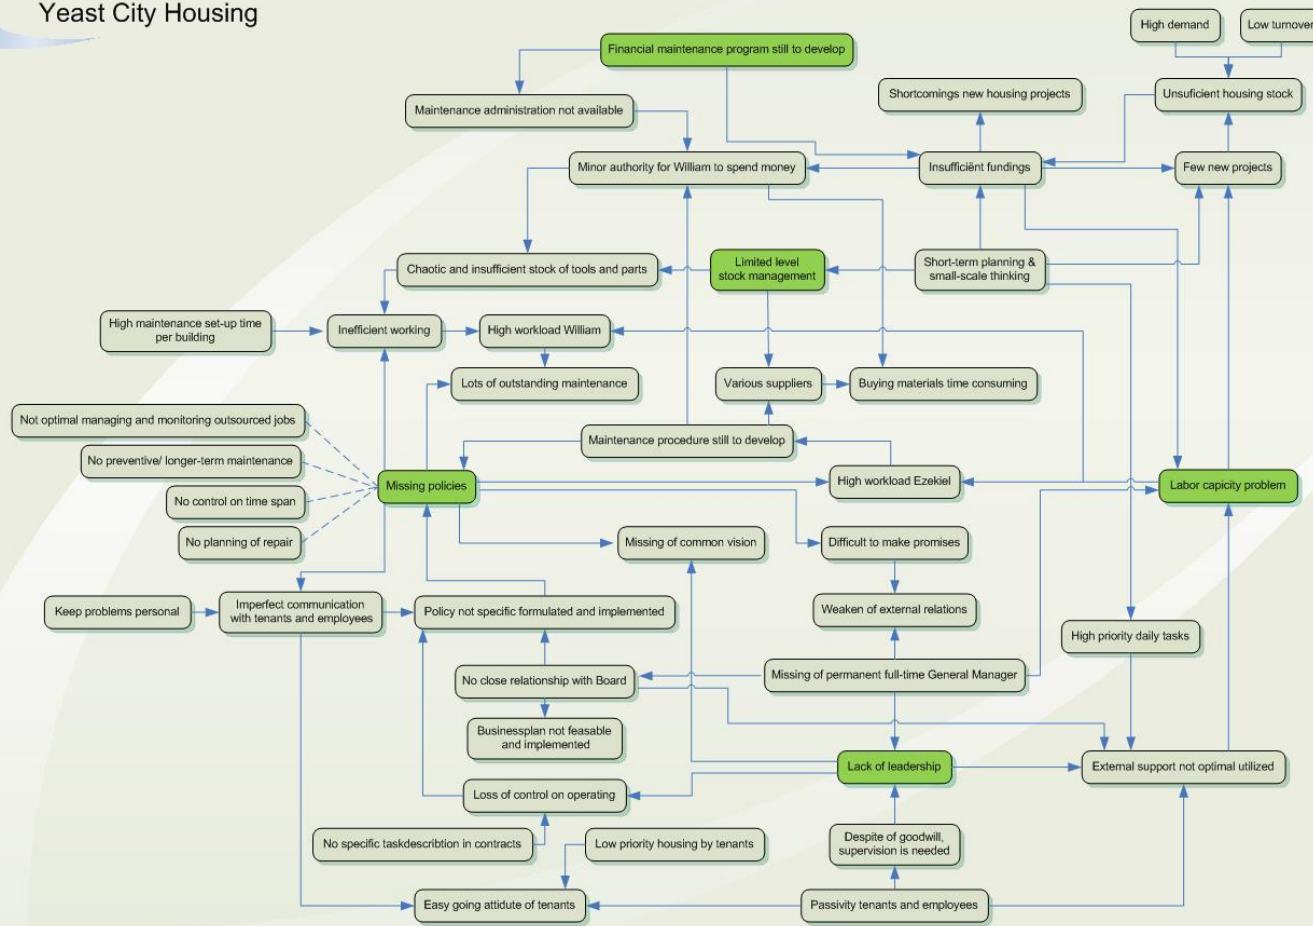 Yeast City Housing
High demand
Low turnover
Financial maintenance program still to develop
Shortcomings new housing projects
Unsuficient housing stock
Maintenance administration not available
Minor authority for William to spend money
Insufficiënt fundings
Few new projects
Chaotic and insufficient stock of tools and parts
Limited level
stock management
Short-term planning &
small-scale thinking
High maintenance set-up time
per building
Inefficient working
High workload William
Lots of outstanding maintenance
Various suppliers
Buying materials time consuming
Not optimal managing and monitoring outsourced jobs
Maintenance procedure still to develop
No preventive/ longer-term maintenance
Missing policies
High workload Ezekiel
Labor capicity problem
No control on time span
No planning of repair
Missing of common vision
Difficult to make promises
Keep problems personal
Imperfect communication
with tenants and employees
Policy not specific formulated and implemented
Weaken of external relations
High priority daily tasks
No close relationship with Board
Missing of permanent full-time General Manager
Businessplan not feasable
and implemented
Lack of leadership
External support not optimal utilized
Loss of control on operating
No specific taskdescribtion in contracts
Low priority housing by tenants
Despite of goodwill,
supervision is needed
Easy going attidute of tenants
Passivity tenants and employees